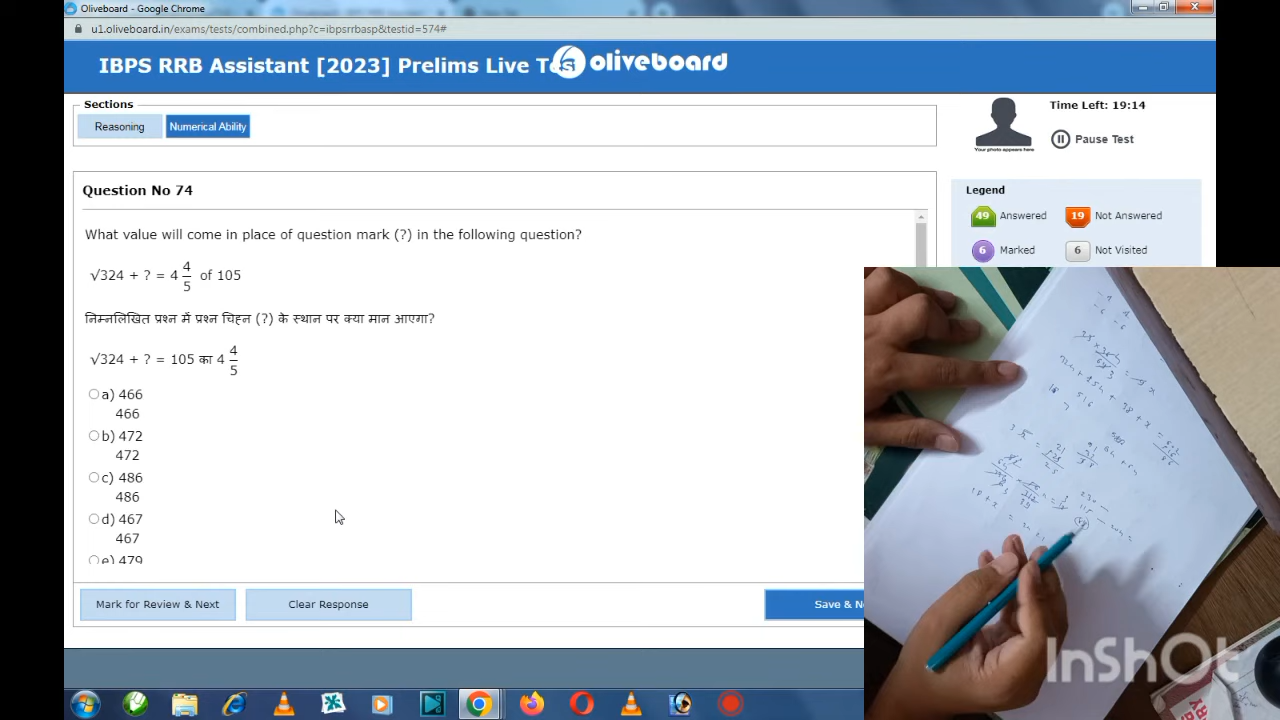 Oliveboard - Google Chrome
u1.oliveboard.in/exams/tests/combined.php?c=ibpsrrbasp&testid=574#
IBPS RRB Assistant [2023] Prelims Live
oliveboard
Sections
Reasoning
Numerical Ability
Time Left: 19:14
Your photo appears here
Pause Test
Question No 74
Legend
49 Answered
19 Not Answered
6 Marked
6 Not Visited
What value will come in place of question mark (?) in the following question?
√324 + ? = 4 4/5 of 105
निम्नलिखित प्रश्न में प्रश्न चिह्न (?) के स्थान पर क्या मान आएगा?
√324 + ? = 105 का 4 4/5
a) 466
466
b) 472
472
c) 486
486
d) 467
467
e) 479
Mark for Review & Next
Clear Response
Save &
InShOt